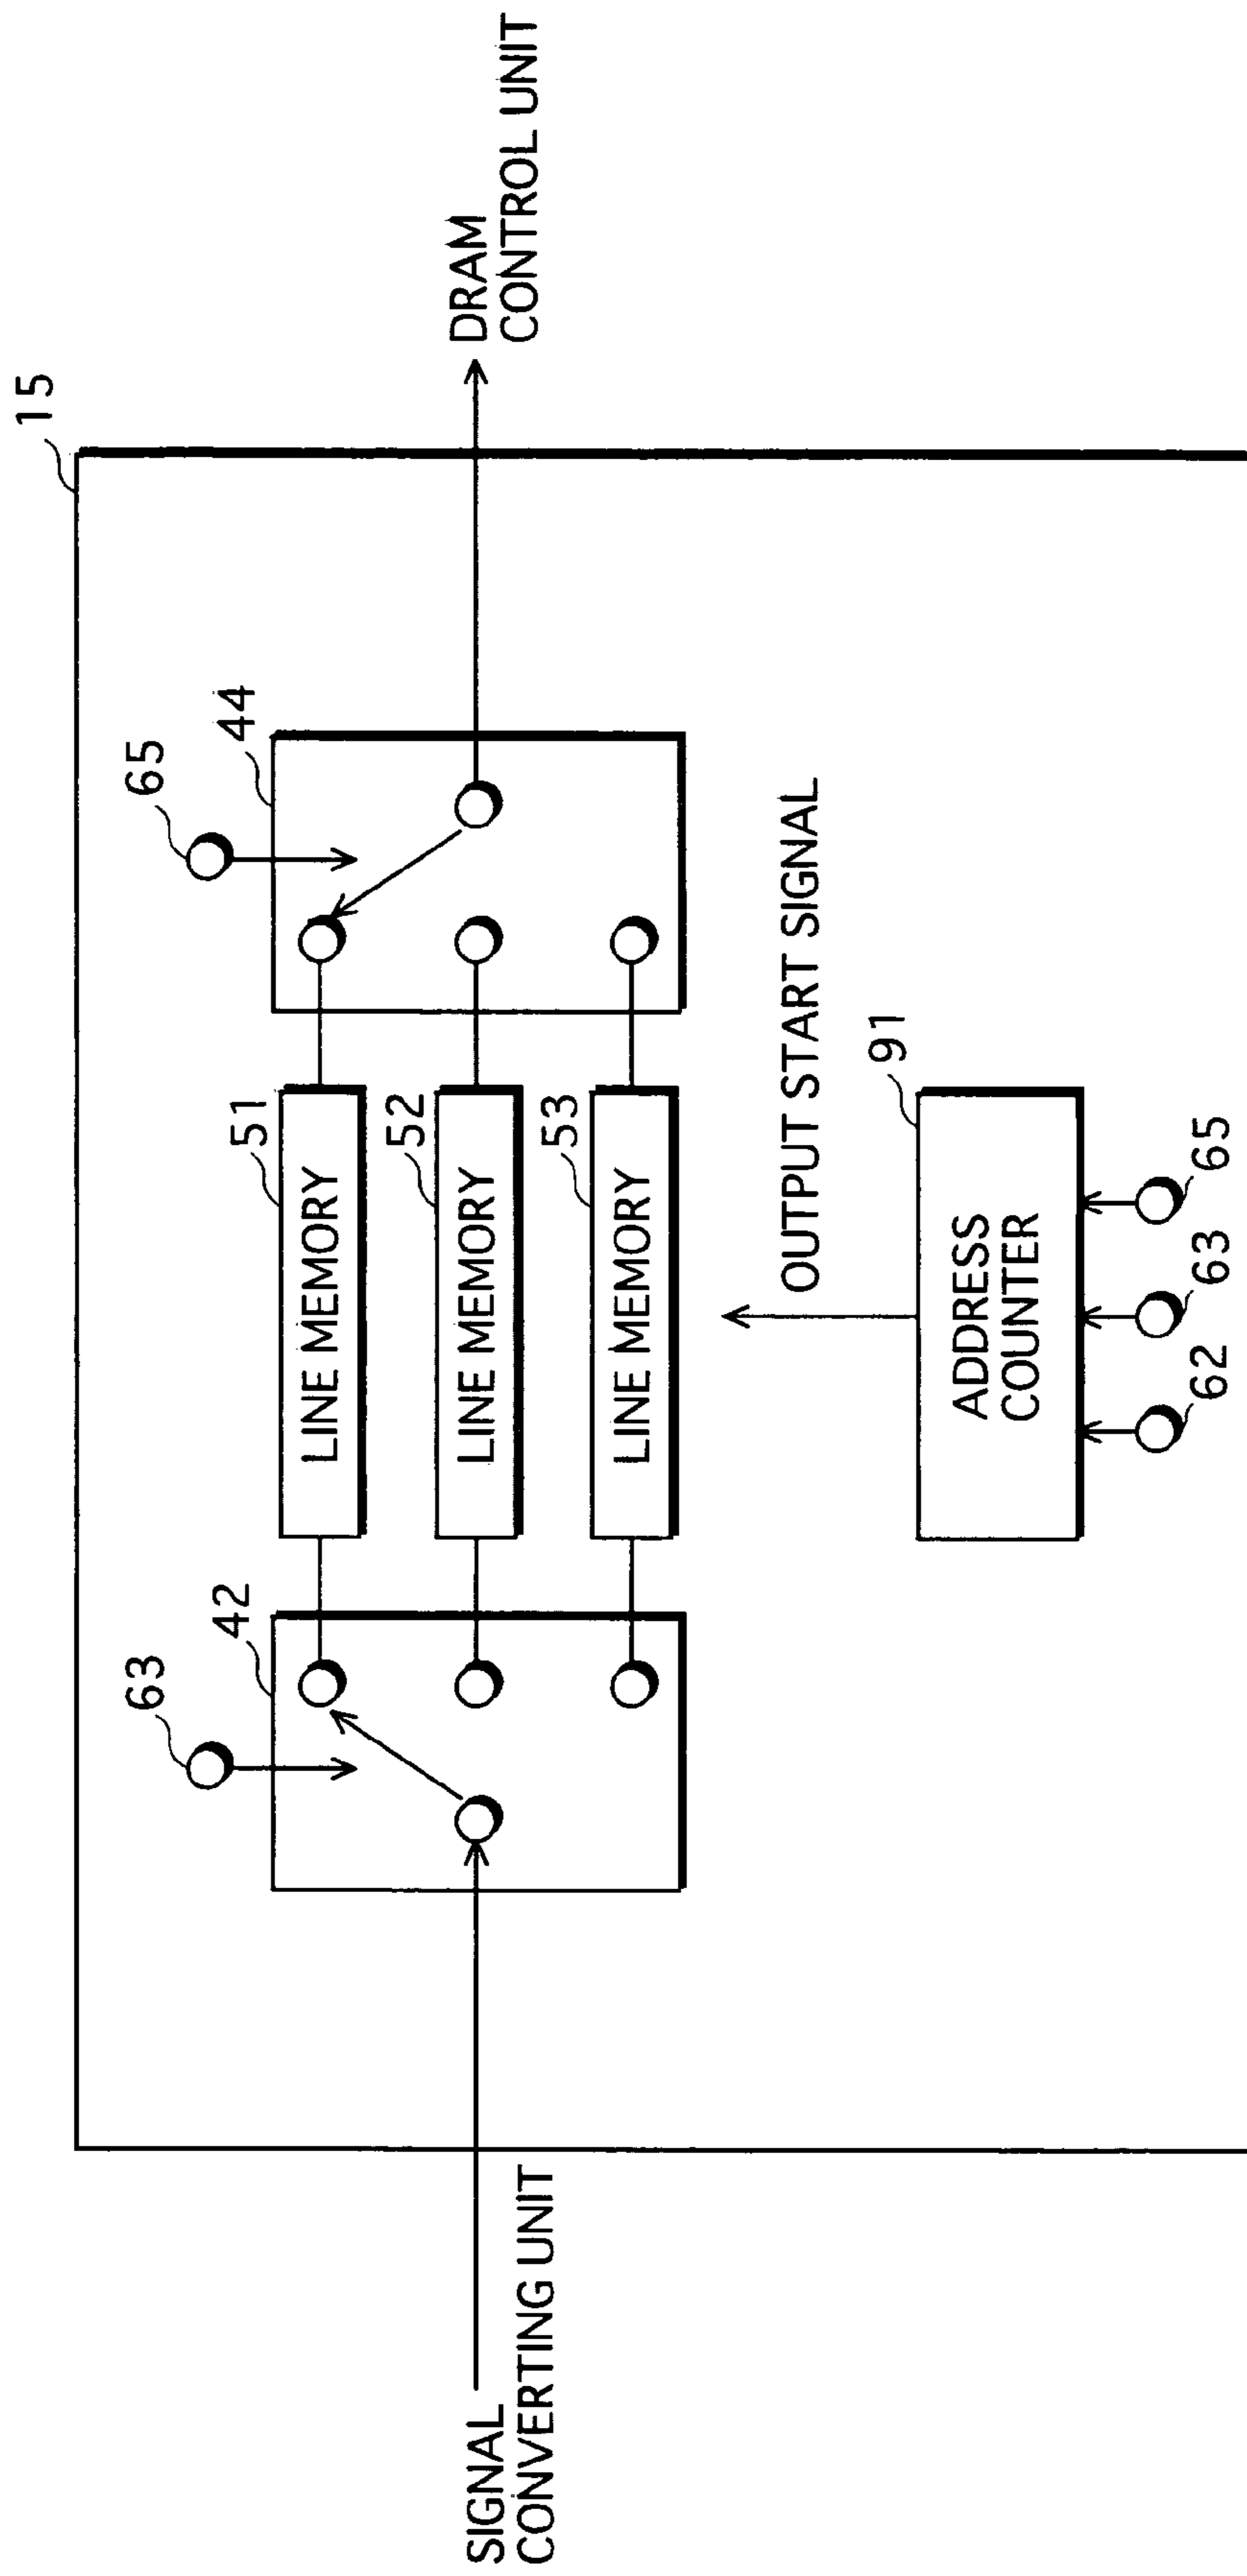 15
65
44
63
42
51
LINE MEMORY
52
LINE MEMORY
53
LINE MEMORY
SIGNAL
CONVERTING UNIT
DRAM
CONTROL UNIT
OUTPUT START SIGNAL
91
ADDRESS
COUNTER
62
63
65